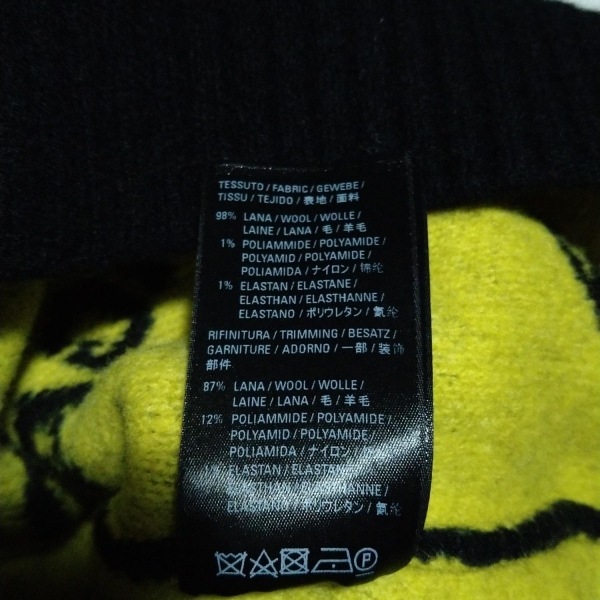 TESSUTO / FABRIC / GEWEBE /
TISSU / TEJIDO / 表地 / 面料
98% LANA / WOOL / WOLLE /
LAINE / LANA / 毛 / 羊毛
1% POLIAMMIDE / POLYAMIDE /
POLYAMID / POLYAMIDE /
POLIAMIDA / ナイロン / 锦纶
1% ELASTAN / ELASTANE /
ELASTHAN / ELASTHANNE /
ELASTANO / ポリウレタン / 氨纶
RIFINITURA / TRIMMING / BESATZ /
GARNITURE / ADORNO / 一部 / 装饰
部件
87% LANA / WOOL / WOLLE /
LAINE / LANA / 毛 / 羊毛
12% POLIAMMIDE / POLYAMIDE /
POLYAMID / POLYAMIDE /
POLIAMIDA / ナイロン /
ELASTAN / ELASTANE /
ELASTHANNE /
ELASTANO / ポリウレタン / 氨纶
P